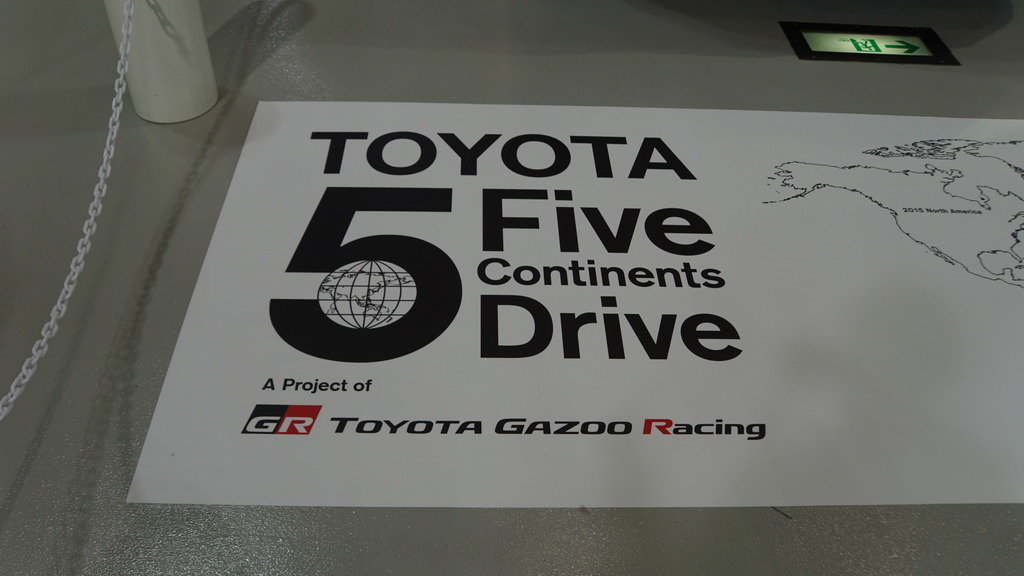 TOYOTA
5 Five
Continents
Drive
A Project of
GR TOYOTA GAZOO Racing
2015 North America